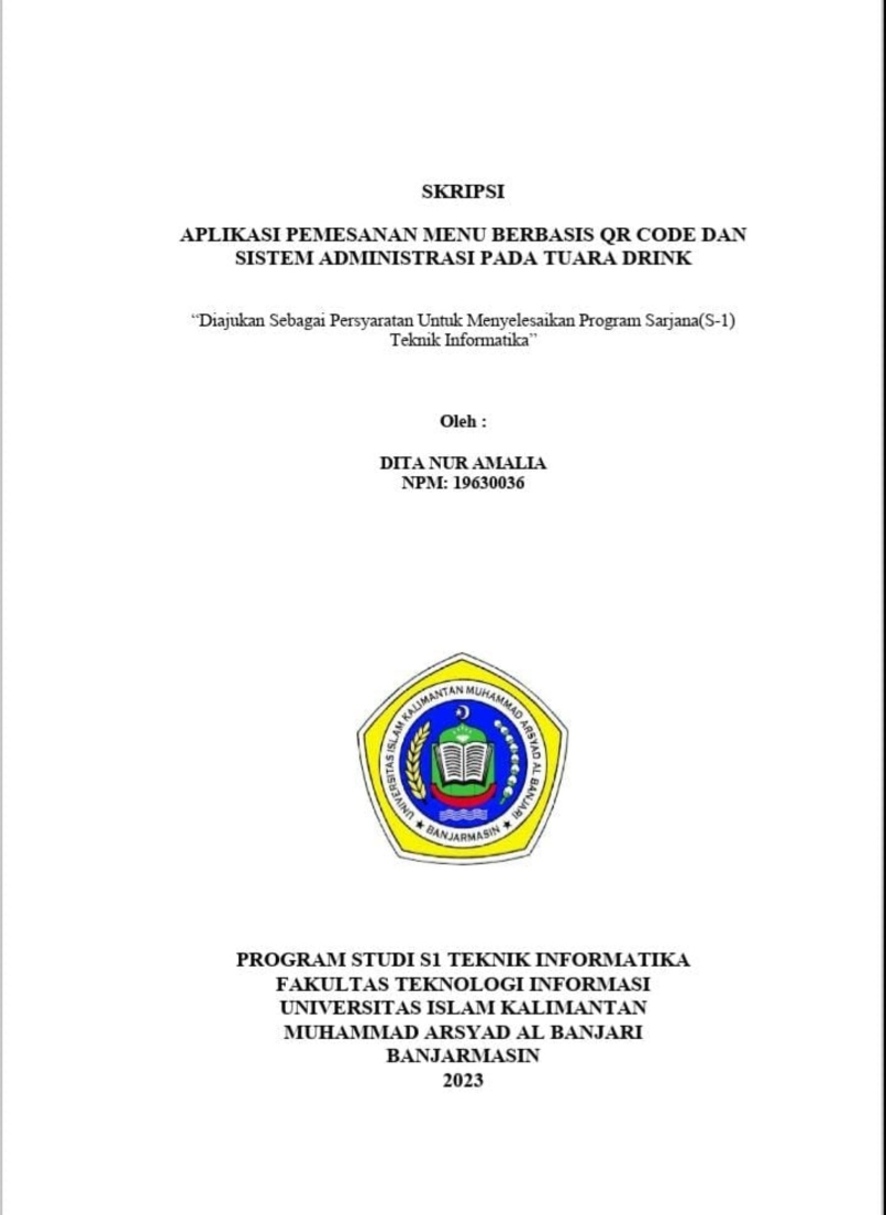 SKRIPSI
APLIKASI PEMESANAN MENU BERBASIS QR CODE DAN
SISTEM ADMINISTRASI PADA TUARA DRINK
“Diajukan Sebagai Persyaratan Untuk Menyelesaikan Program Sarjana(S-1)
Teknik Informatika”
Oleh :
DITA NUR AMALIA
NPM: 19630036
UNIVERSITAS ISLAM KALIMANTAN MUHAMMAD ARSYAD AL BANJARI
★ BANJARMASIN ★
PROGRAM STUDI S1 TEKNIK INFORMATIKA
FAKULTAS TEKNOLOGI INFORMASI
UNIVERSITAS ISLAM KALIMANTAN
MUHAMMAD ARSYAD AL BANJARI
BANJARMASIN
2023